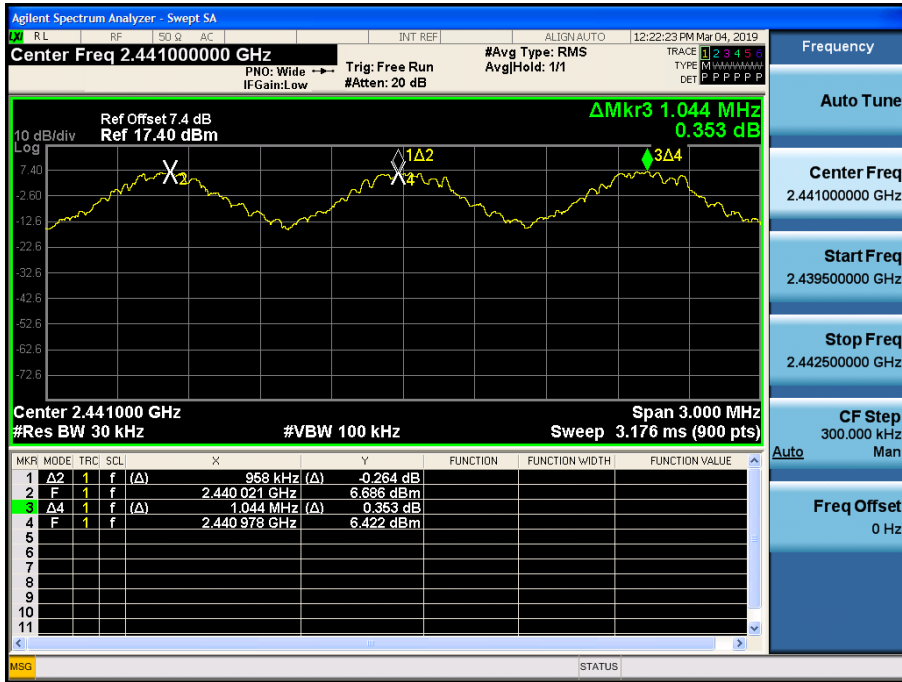 Agilent Spectrum Analyzer - Swept SA
LXI RL RF 50 Ω AC INT REF ALIGN AUTO 12:22:23 PM Mar 04, 2019
Center Freq 2.441000000 GHz
PNO: Wide
IFGain:Low
Trig: Free Run
#Atten: 20 dB
#Avg Type: RMS
Avg|Hold: 1/1
TRACE 1 2 3 4 5 6
TYPE M
DET P P P P P P
Ref Offset 7.4 dB
10 dB/div Ref 17.40 dBm
Log
ΔMkr3 1.044 MHz
0.353 dB
1Δ2
3Δ4
2
4
7.40
-2.60
-12.6
-22.6
-32.6
-42.6
-52.6
-62.6
-72.6
Center 2.441000 GHz Span 3.000 MHz
#Res BW 30 kHz #VBW 100 kHz Sweep 3.176 ms (900 pts)
MKR MODE TRC SCL X Y FUNCTION FUNCTION WIDTH FUNCTION VALUE
1 Δ2 1 f (Δ) 958 kHz (Δ) -0.264 dB
2 F 1 f 2.440 021 GHz 6.686 dBm
3 Δ4 1 f (Δ) 1.044 MHz (Δ) 0.353 dB
4 F 1 f 2.440 978 GHz 6.422 dBm
5
6
7
8
9
10
11
MSG STATUS
Frequency
Auto Tune
Center Freq
2.441000000 GHz
Start Freq
2.439500000 GHz
Stop Freq
2.442500000 GHz
CF Step
300.000 kHz
Auto Man
Freq Offset
0 Hz